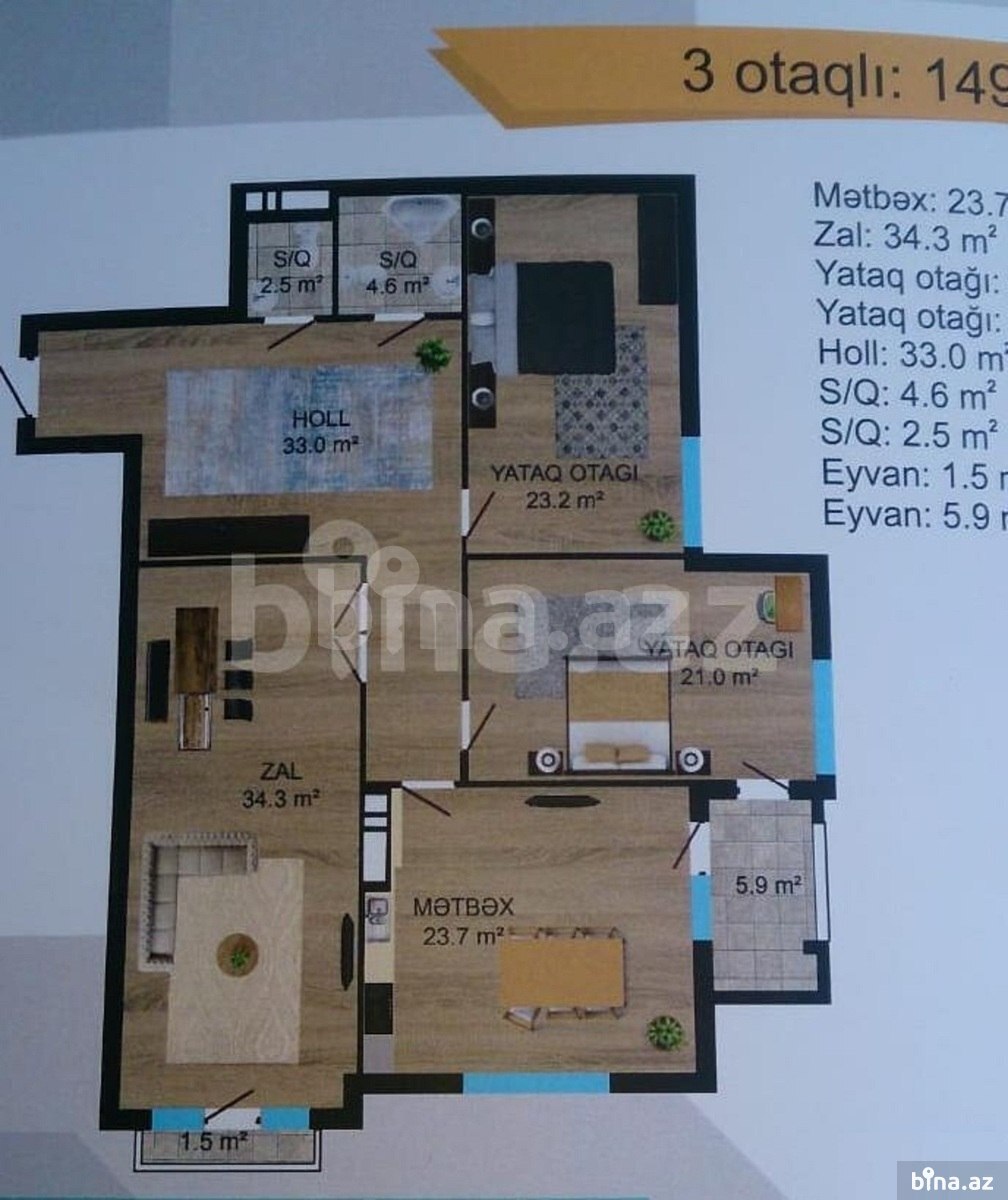 3 otaqlı: 149
Mətbəx: 23.7
Zal: 34.3 m²
Yataq otağı:
Yataq otağı:
Holl: 33.0 m²
S/Q: 4.6 m²
S/Q: 2.5 m²
Eyvan: 1.5 m
Eyvan: 5.9 m
S/Q
2.5 m²
S/Q
4.6 m²
HOLL
33.0 m²
YATAQ OTAGI
23.2 m²
bina.az
YATAQ OTAGI
21.0 m²
ZAL
34.3 m²
MƏTBƏX
23.7 m²
5.9 m²
1.5 m²
bina.az